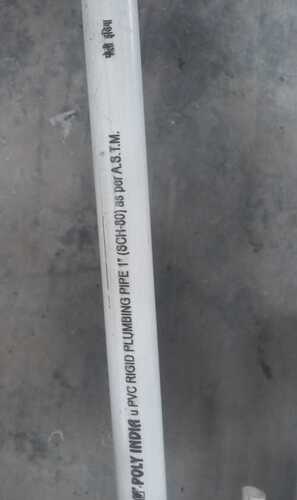 POLY INDIA u PVC RIGID PLUMBING PIPE 1" (SCH-80) as per A.S.T.M.
पोली इंडिया